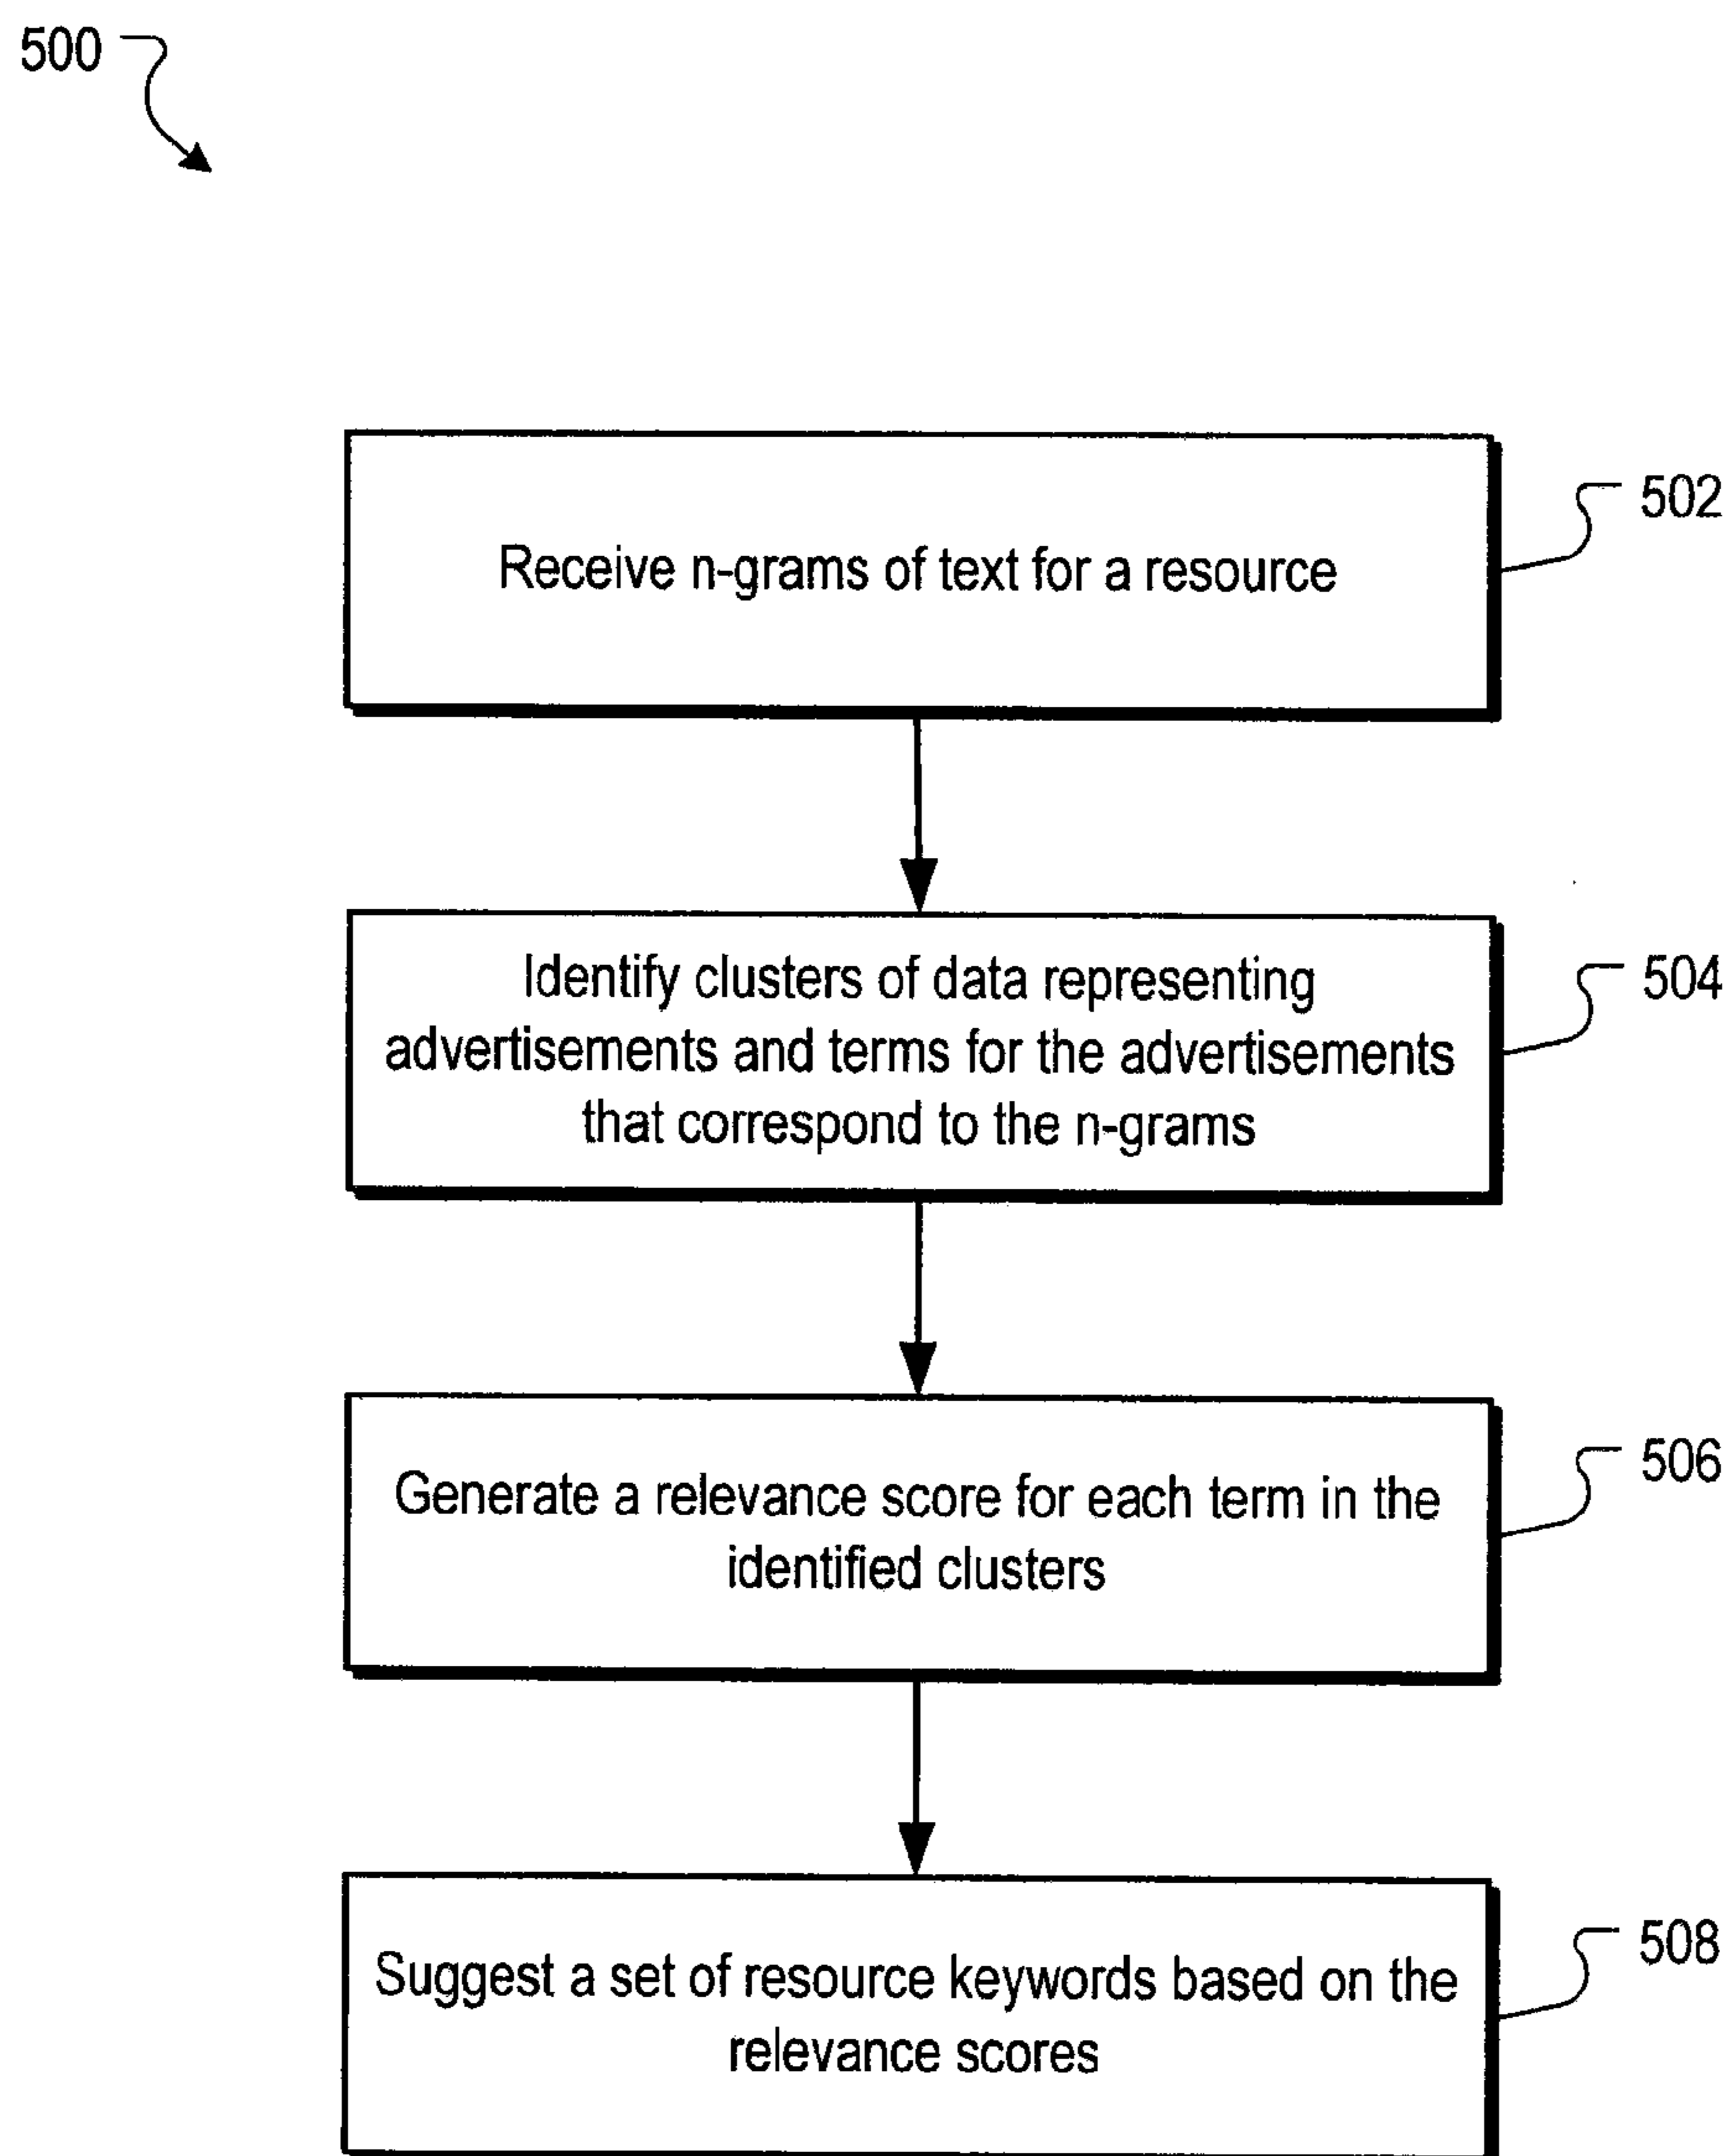 500
Receive n-grams of text for a resource
502
Identify clusters of data representing
advertisements and terms for the advertisements
that correspond to the n-grams
504
Generate a relevance score for each term in the
identified clusters
506
Suggest a set of resource keywords based on the
relevance scores
508